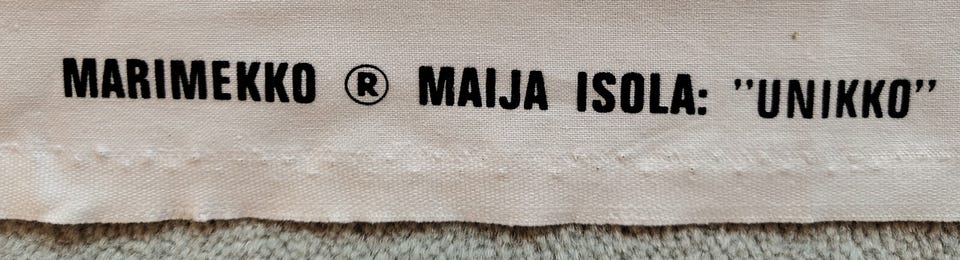 MARIMEKKO ® MAIJA ISOLA: ”UNIKKO”